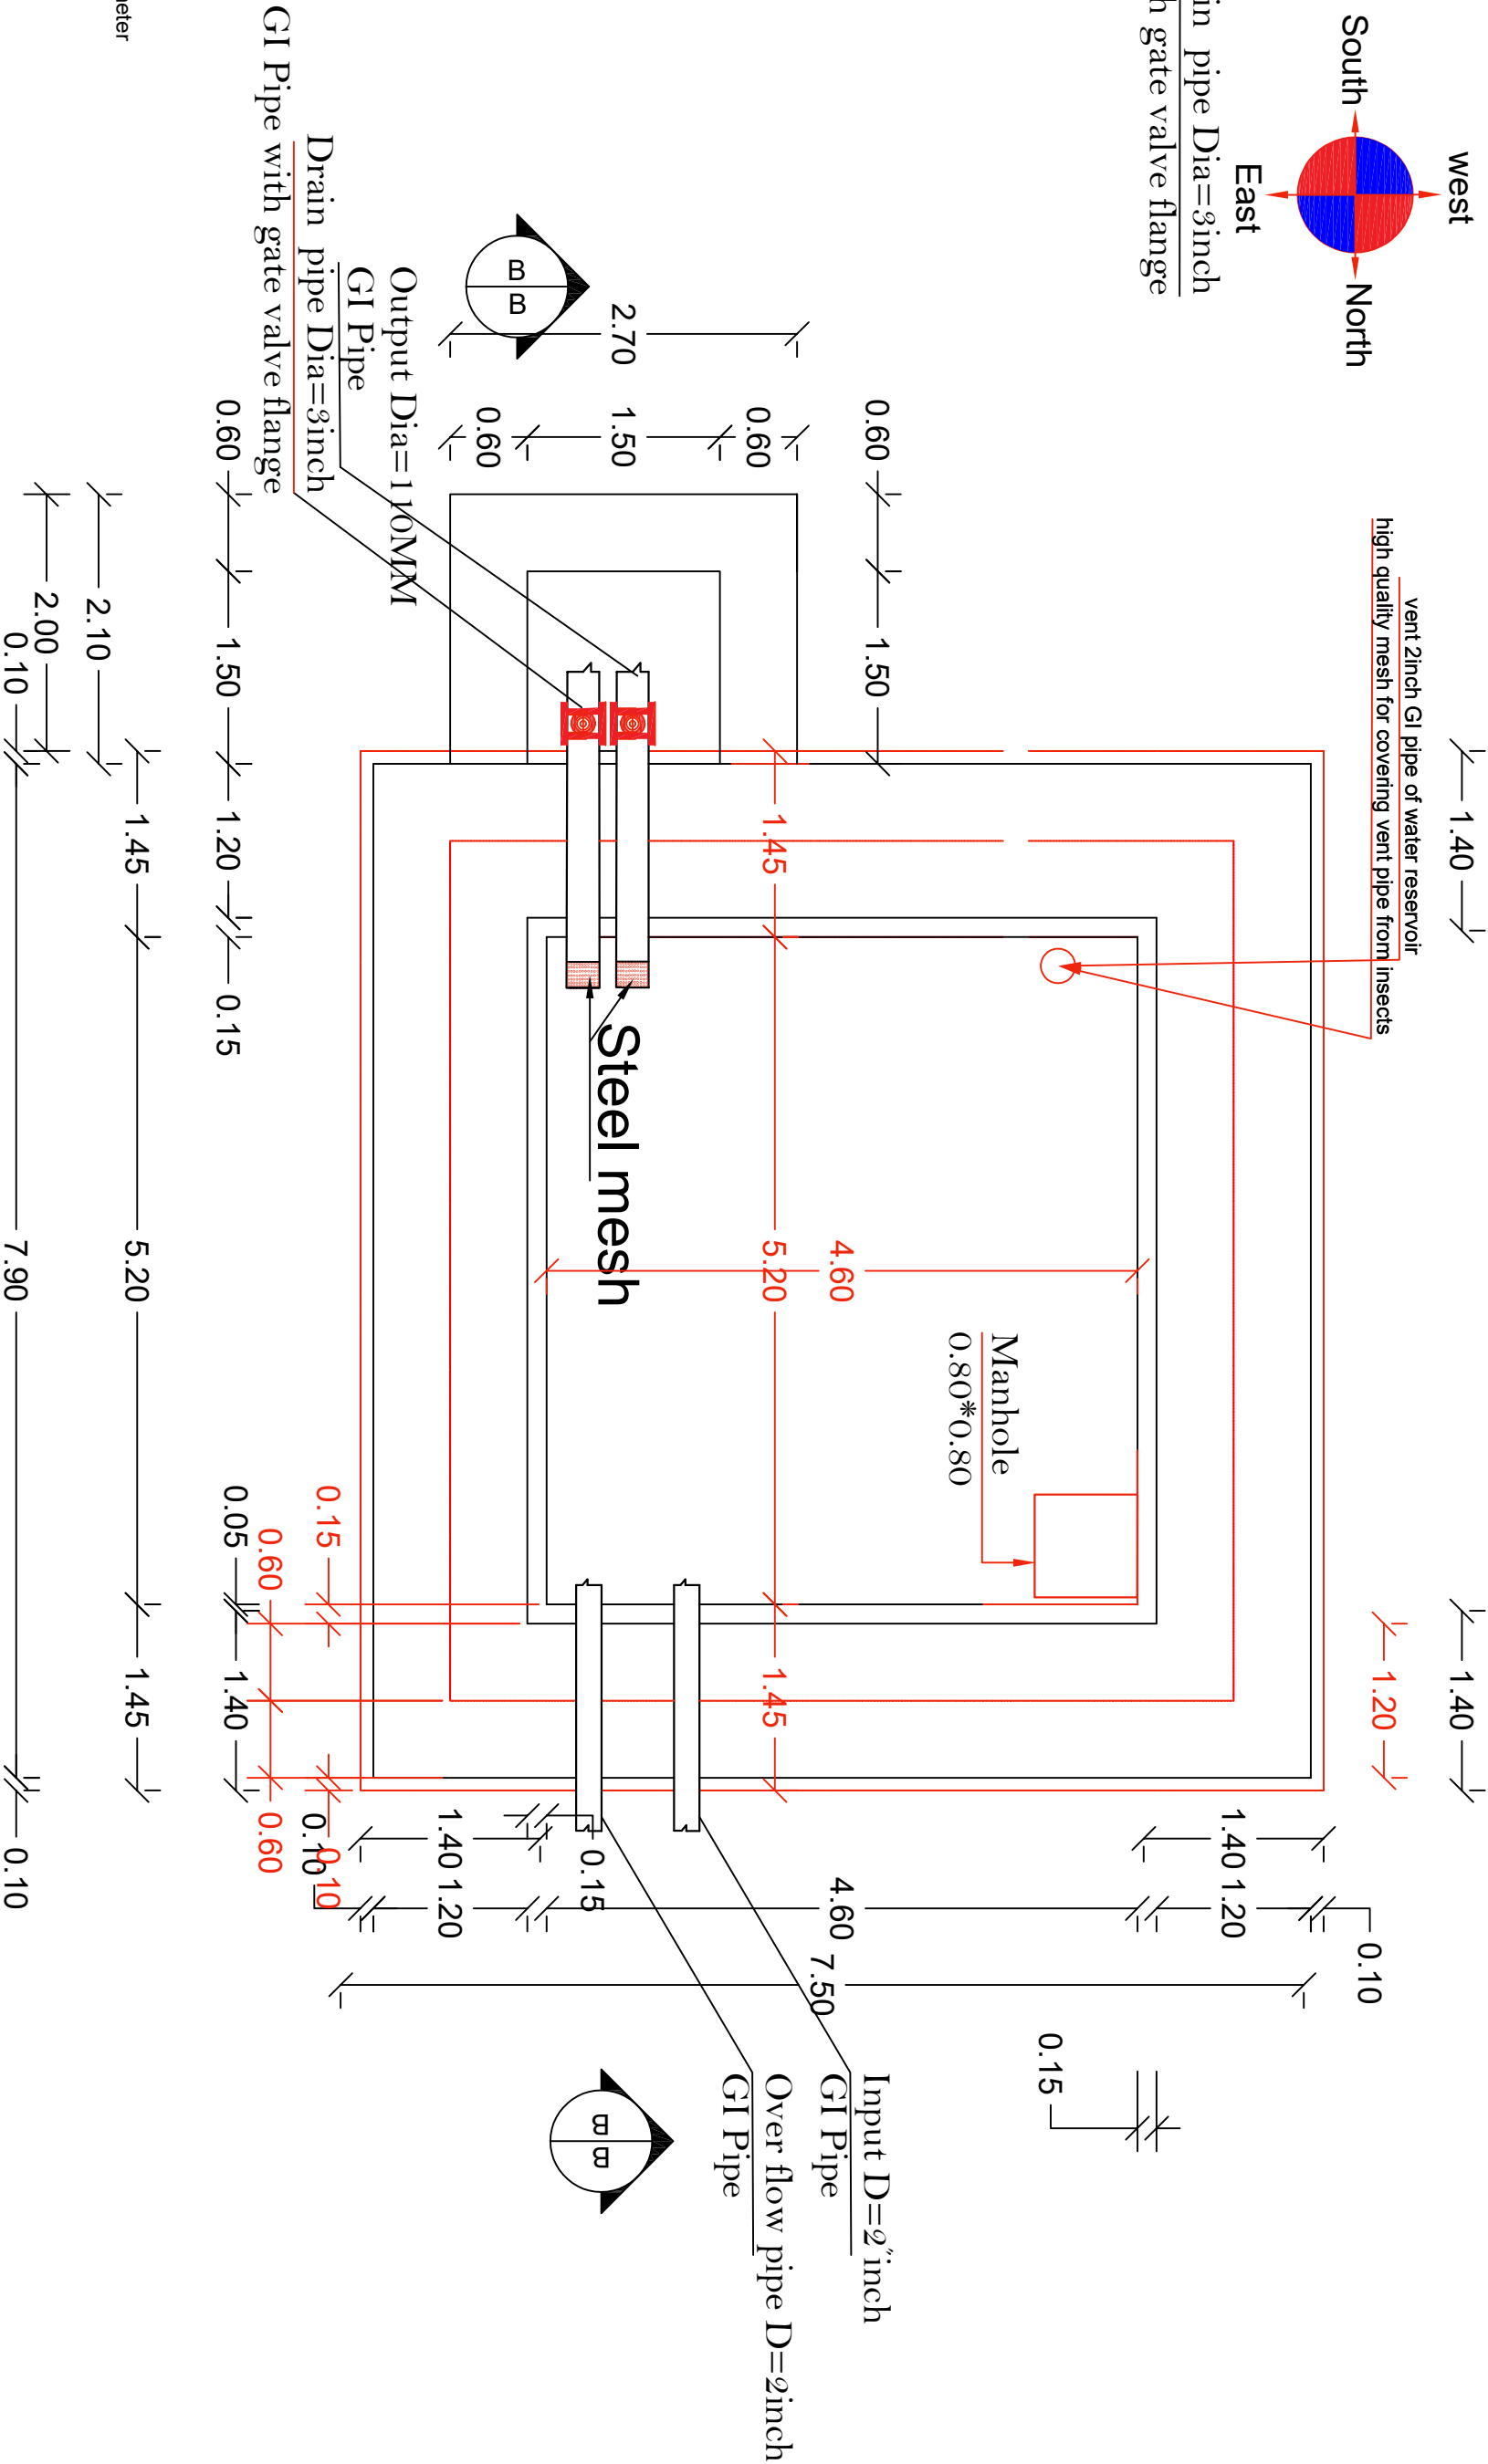 west
South
North
East
in pipe Dia=3inch
h gate valve flange
vent 2inch GI pipe of water reservoir
high quality mesh for covering vent pipe from insects
1.40
1.40
1.20
0.60
1.50
2.70
0.60
1.50
0.60
B
B
Output Dia=110MM
GI Pipe
Drain pipe Dia=3inch
GI Pipe with gate valve flange
Steel mesh
Manhole
0.80*0.80
4.60
1.45
5.20
1.45
0.60
1.50
1.20
0.15
0.15
0.60
0.05
1.40
0.60
0.10
0.10
2.10
1.45
5.20
1.45
2.00
0.10
7.90
0.10
eter
1.40
1.40
1.20
0.15
4.60
1.20
0.10
7.50
0.15
Input D=2"inch
GI Pipe
Over flow pipe D=2inch
GI Pipe
B
B